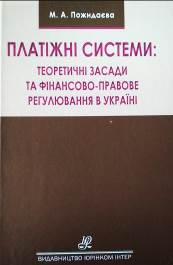 М. А. Пожидаєва
ПЛАТІЖНІ СИСТЕМИ:
ТЕОРЕТИЧНІ ЗАСАДИ
ТА ФІНАНСОВО-ПРАВОВЕ
РЕГУЛЮВАННЯ В УКРАЇНІ
ВИДАВНИЦТВО ЮРІНКОМ ІНТЕР